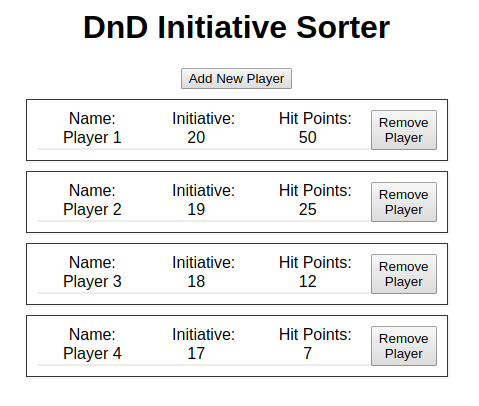 DnD Initiative Sorter
Add New Player
Name: Initiative: Hit Points: Remove
Player 1 20 50 Player
Name: Initiative: Hit Points: Remove
Player 2 19 25 Player
Name: Initiative: Hit Points: Remove
Player 3 18 12 Player
Name: Initiative: Hit Points: Remove
Player 4 17 7 Player